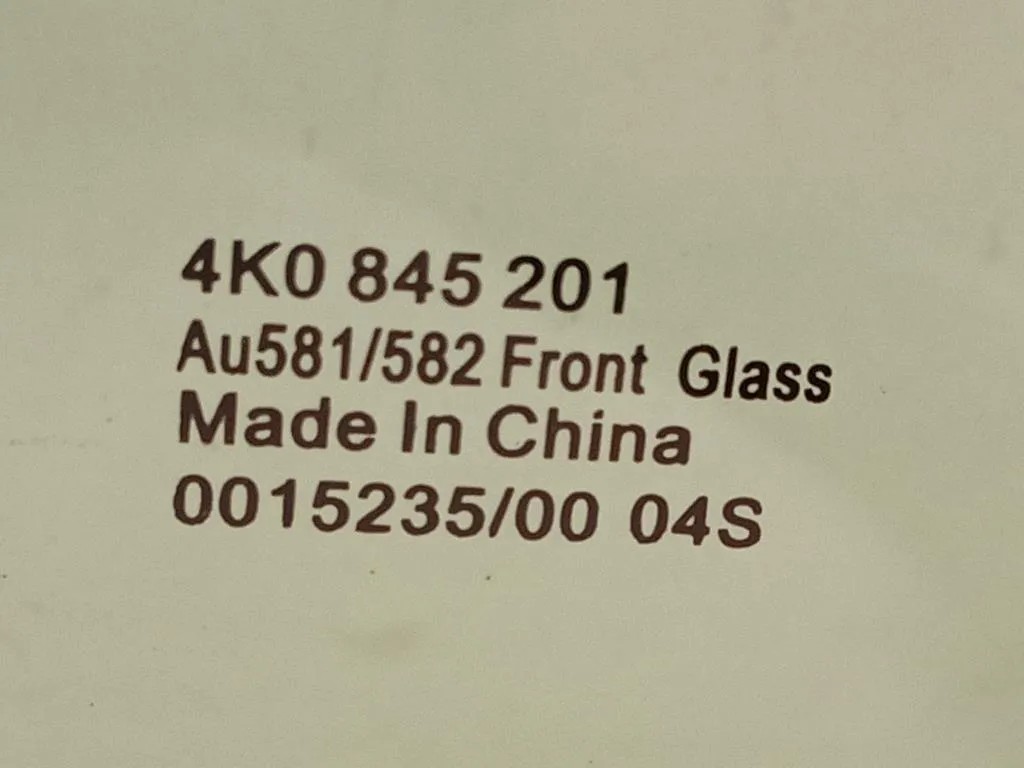 4K0 845 201
Au581/582 Front Glass
Made In China
0015235/00 04S